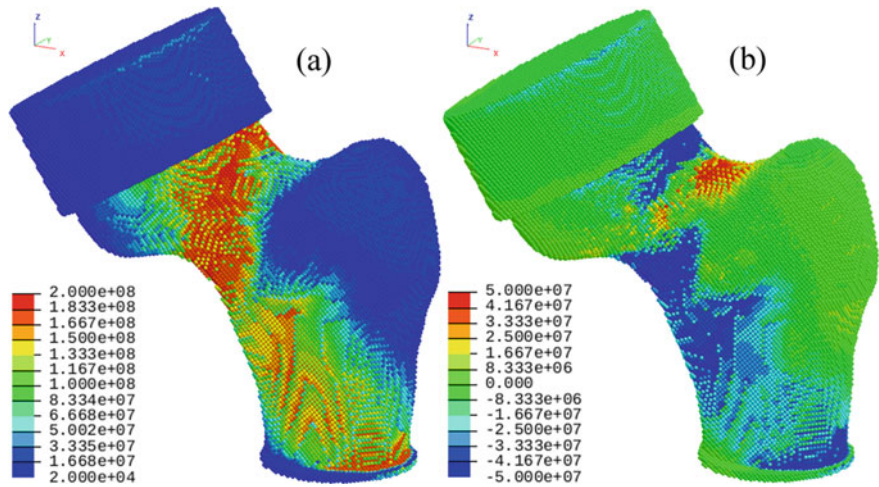 Z
Y
X
(a)
2.000e+08
1.833e+08
1.667e+08
1.500e+08
1.333e+08
1.167e+08
1.000e+08
8.334e+07
6.668e+07
5.002e+07
3.335e+07
1.668e+07
2.000e+04
Z
Y
X
(b)
5.000e+07
4.167e+07
3.333e+07
2.500e+07
1.667e+07
8.333e+06
0.000
-8.333e+06
-1.667e+07
-2.500e+07
-3.333e+07
-4.167e+07
-5.000e+07